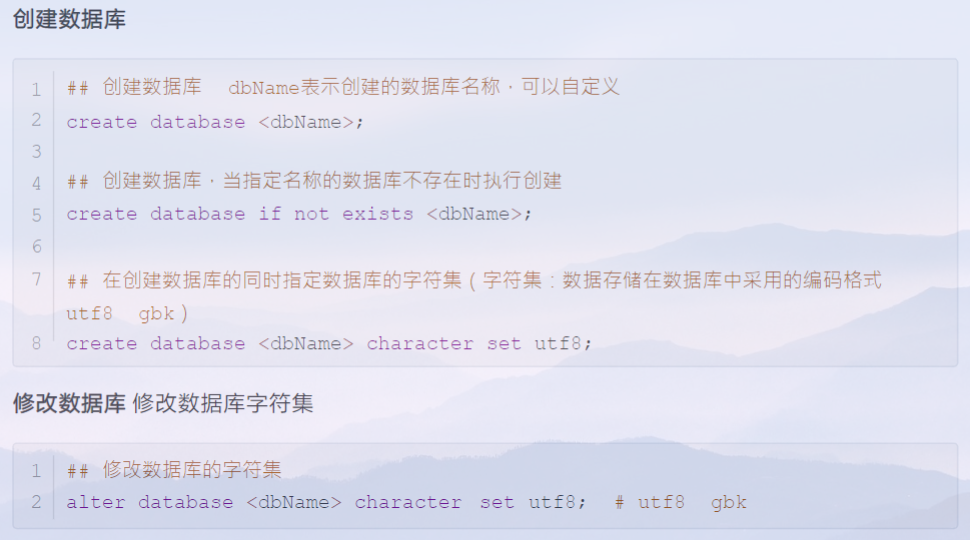 创建数据库
1 ## 创建数据库 dbName表示创建的数据库名称，可以自定义
2 create database <dbName>;
3
4 ## 创建数据库，当指定名称的数据库不存在时执行创建
5 create database if not exists <dbName>;
6
7 ## 在创建数据库的同时指定数据库的字符集（字符集：数据存储在数据库中采用的编码格式
utf8 gbk）
8 create database <dbName> character set utf8;
修改数据库 修改数据库字符集
1 ## 修改数据库的字符集
2 alter database <dbName> character set utf8; # utf8 gbk